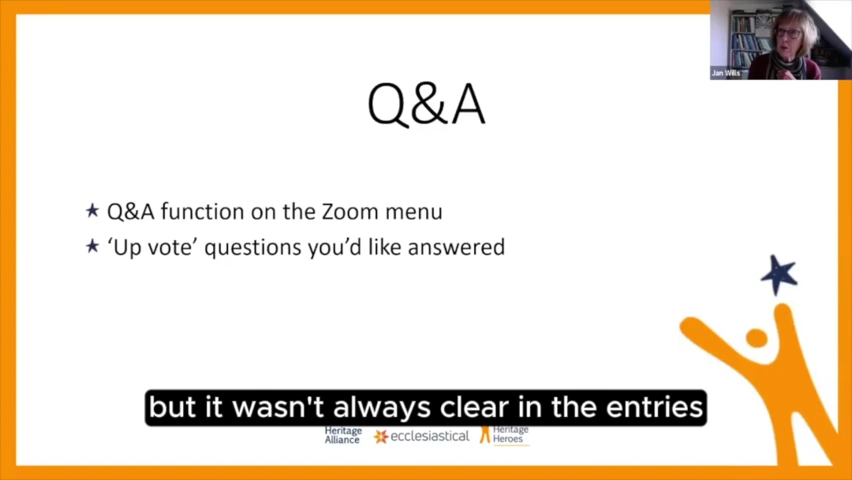 Jan Wills
Q&A
★ Q&A function on the Zoom menu
★ ‘Up vote’ questions you’d like answered
but it wasn't always clear in the entries
Heritage
Alliance
ecclesiastical
Heritage
Heroes